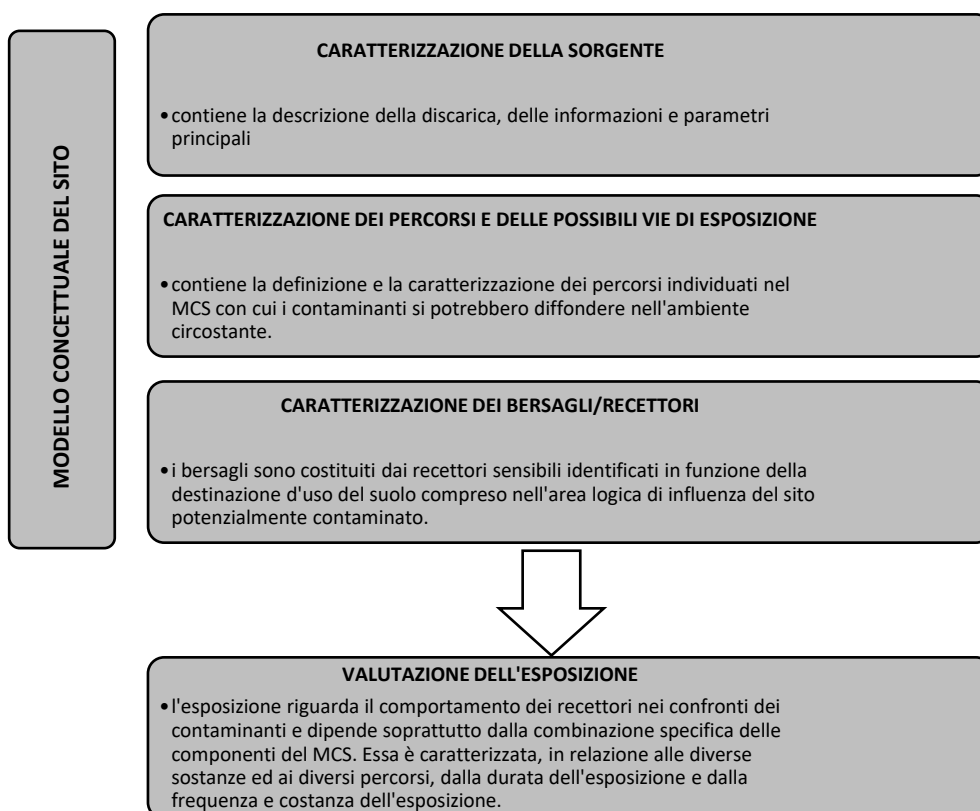 MODELLO CONCETTUALE DEL SITO
CARATTERIZZAZIONE DELLA SORGENTE
•contiene la descrizione della discarica, delle informazioni e parametri
principali
CARATTERIZZAZIONE DEI PERCORSI E DELLE POSSIBILI VIE DI ESPOSIZIONE
•contiene la definizione e la caratterizzazione dei percorsi individuati nel
MCS con cui i contaminanti si potrebbero diffondere nell'ambiente
circostante.
CARATTERIZZAZIONE DEI BERSAGLI/RECETTORI
•i bersagli sono costituiti dai recettori sensibili identificati in funzione della
destinazione d'uso del suolo compreso nell'area logica di influenza del sito
potenzialmente contaminato.
VALUTAZIONE DELL'ESPOSIZIONE
•l'esposizione riguarda il comportamento dei recettori nei confronti dei
contaminanti e dipende soprattutto dalla combinazione specifica delle
componenti del MCS. Essa è caratterizzata, in relazione alle diverse
sostanze ed ai diversi percorsi, dalla durata dell'esposizione e dalla
frequenza e costanza dell'esposizione.